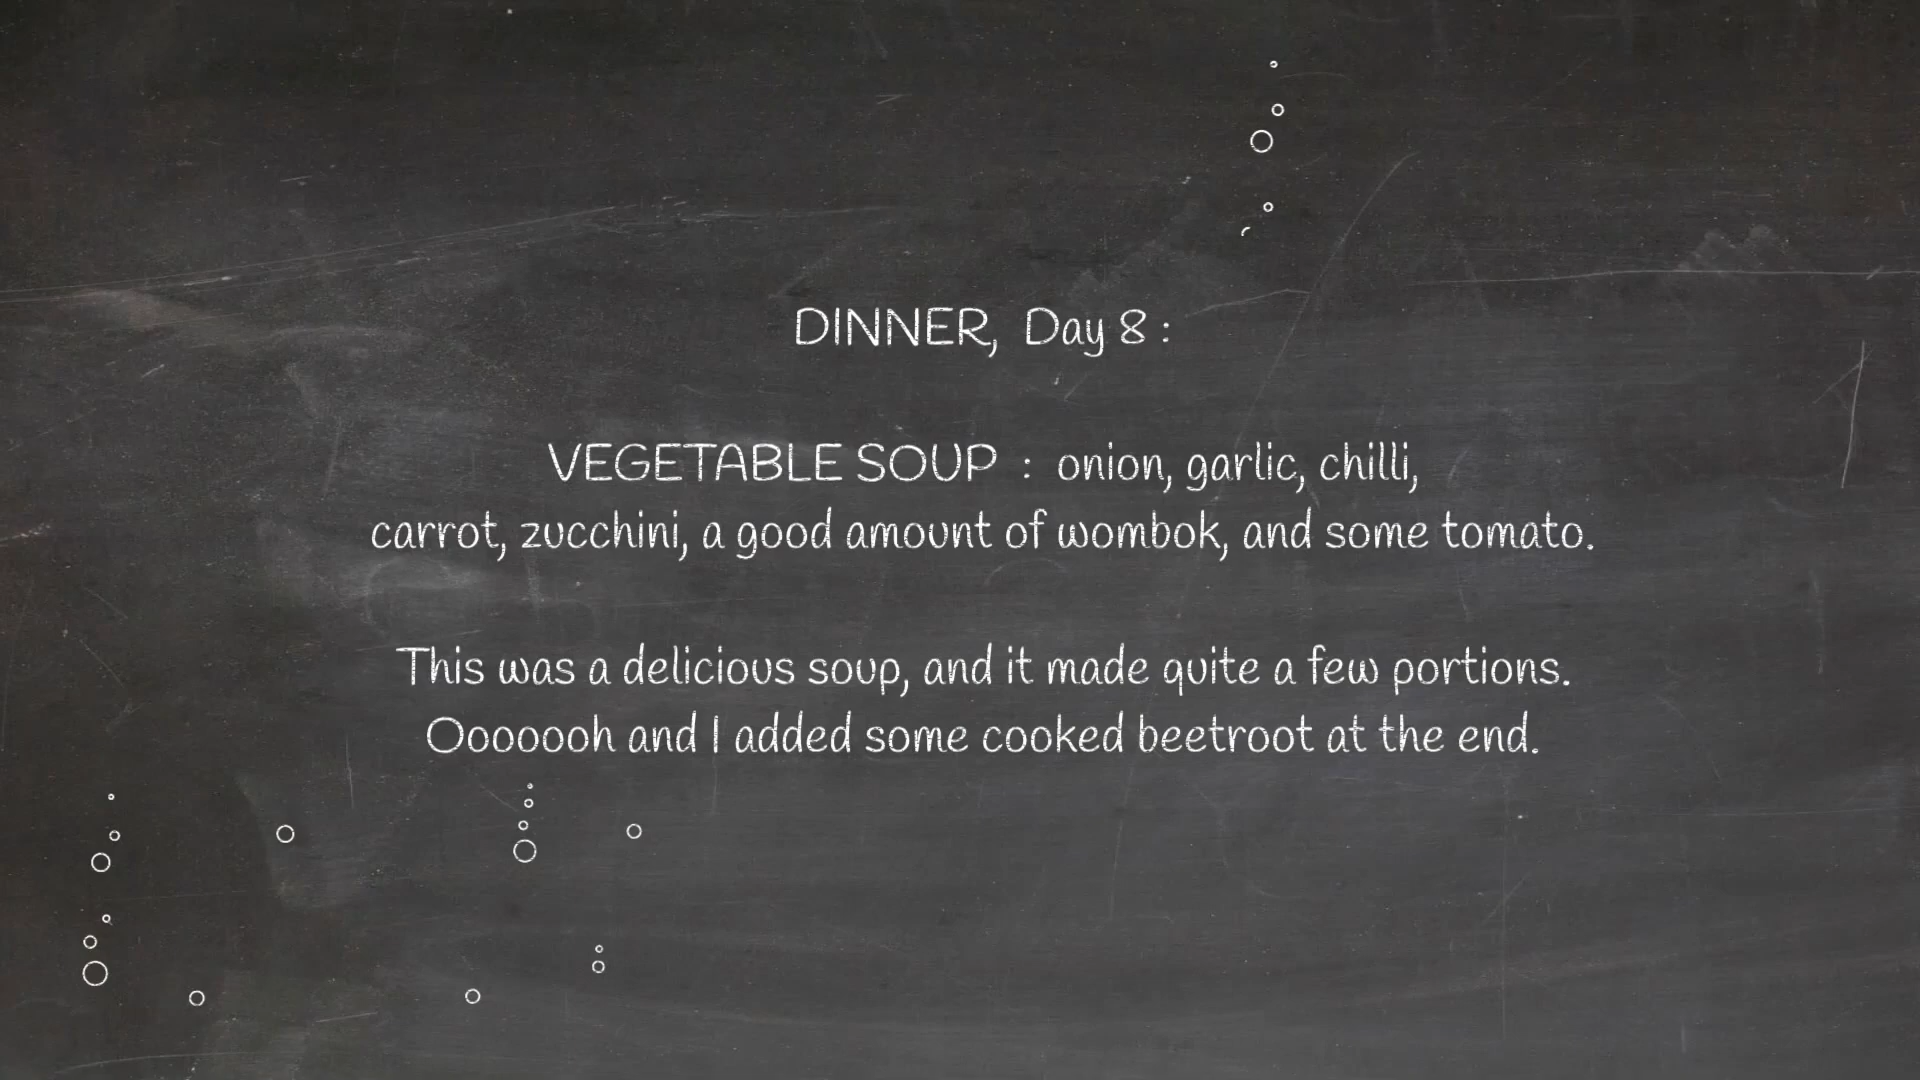 DINNER, Day 8 :
VEGETABLE SOUP : onion, garlic, chilli,
carrot, zucchini, a good amount of wombok, and some tomato.
This was a delicious soup, and it made quite a few portions.
Ooooooh and I added some cooked beetroot at the end.